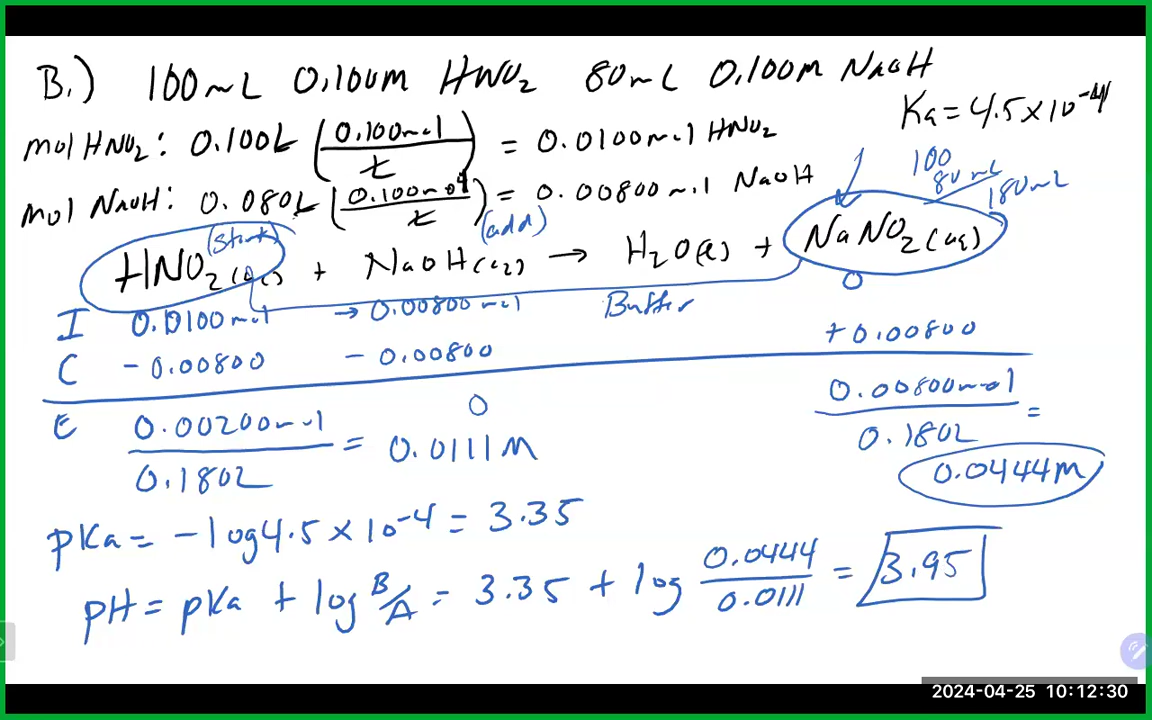 B.) 100mL 0.100M HNO2 80mL 0.100M NaOH
Ka = 4.5 x 10^-4
mol HNO2: 0.100L (0.100mol / L) = 0.0100mol HNO2
100
80mL
180mL
mol NaOH: 0.080L (0.100mol / L) = 0.00800mol NaOH
(start) (add)
HNO2(aq) + NaOH(aq) → H2O(l) + NaNO2(aq)
I 0.0100mol → 0.00800mol Buffer 0
C -0.00800 -0.00800 +0.00800
E 0.00200mol / 0.180L = 0.0111M 0 0.00800mol / 0.180L =
0.0444M
pKa = -log4.5 x 10^-4 = 3.35
pH = pKa + log B/A = 3.35 + log 0.0444 / 0.0111 = 3.95
2024-04-25 10:12:30